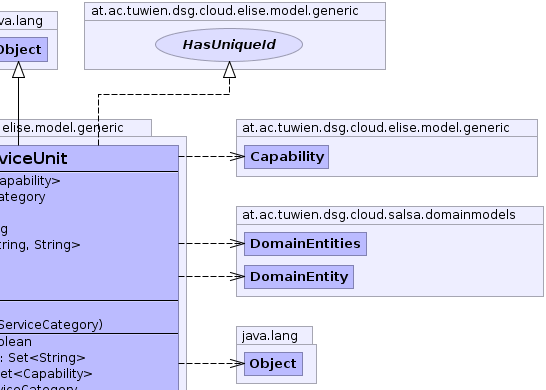 va.lang
Object
at.ac.tuwien.dsg.cloud.elise.model.generic
HasUniqueId
elise.model.generic
viceUnit
apability>
ategory
g
tring, String>
ServiceCategory)
olean
: Set<String>
et<Capability>
viceCategory
at.ac.tuwien.dsg.cloud.elise.model.generic
Capability
at.ac.tuwien.dsg.cloud.salsa.domainmodels
DomainEntities
DomainEntity
java.lang
Object